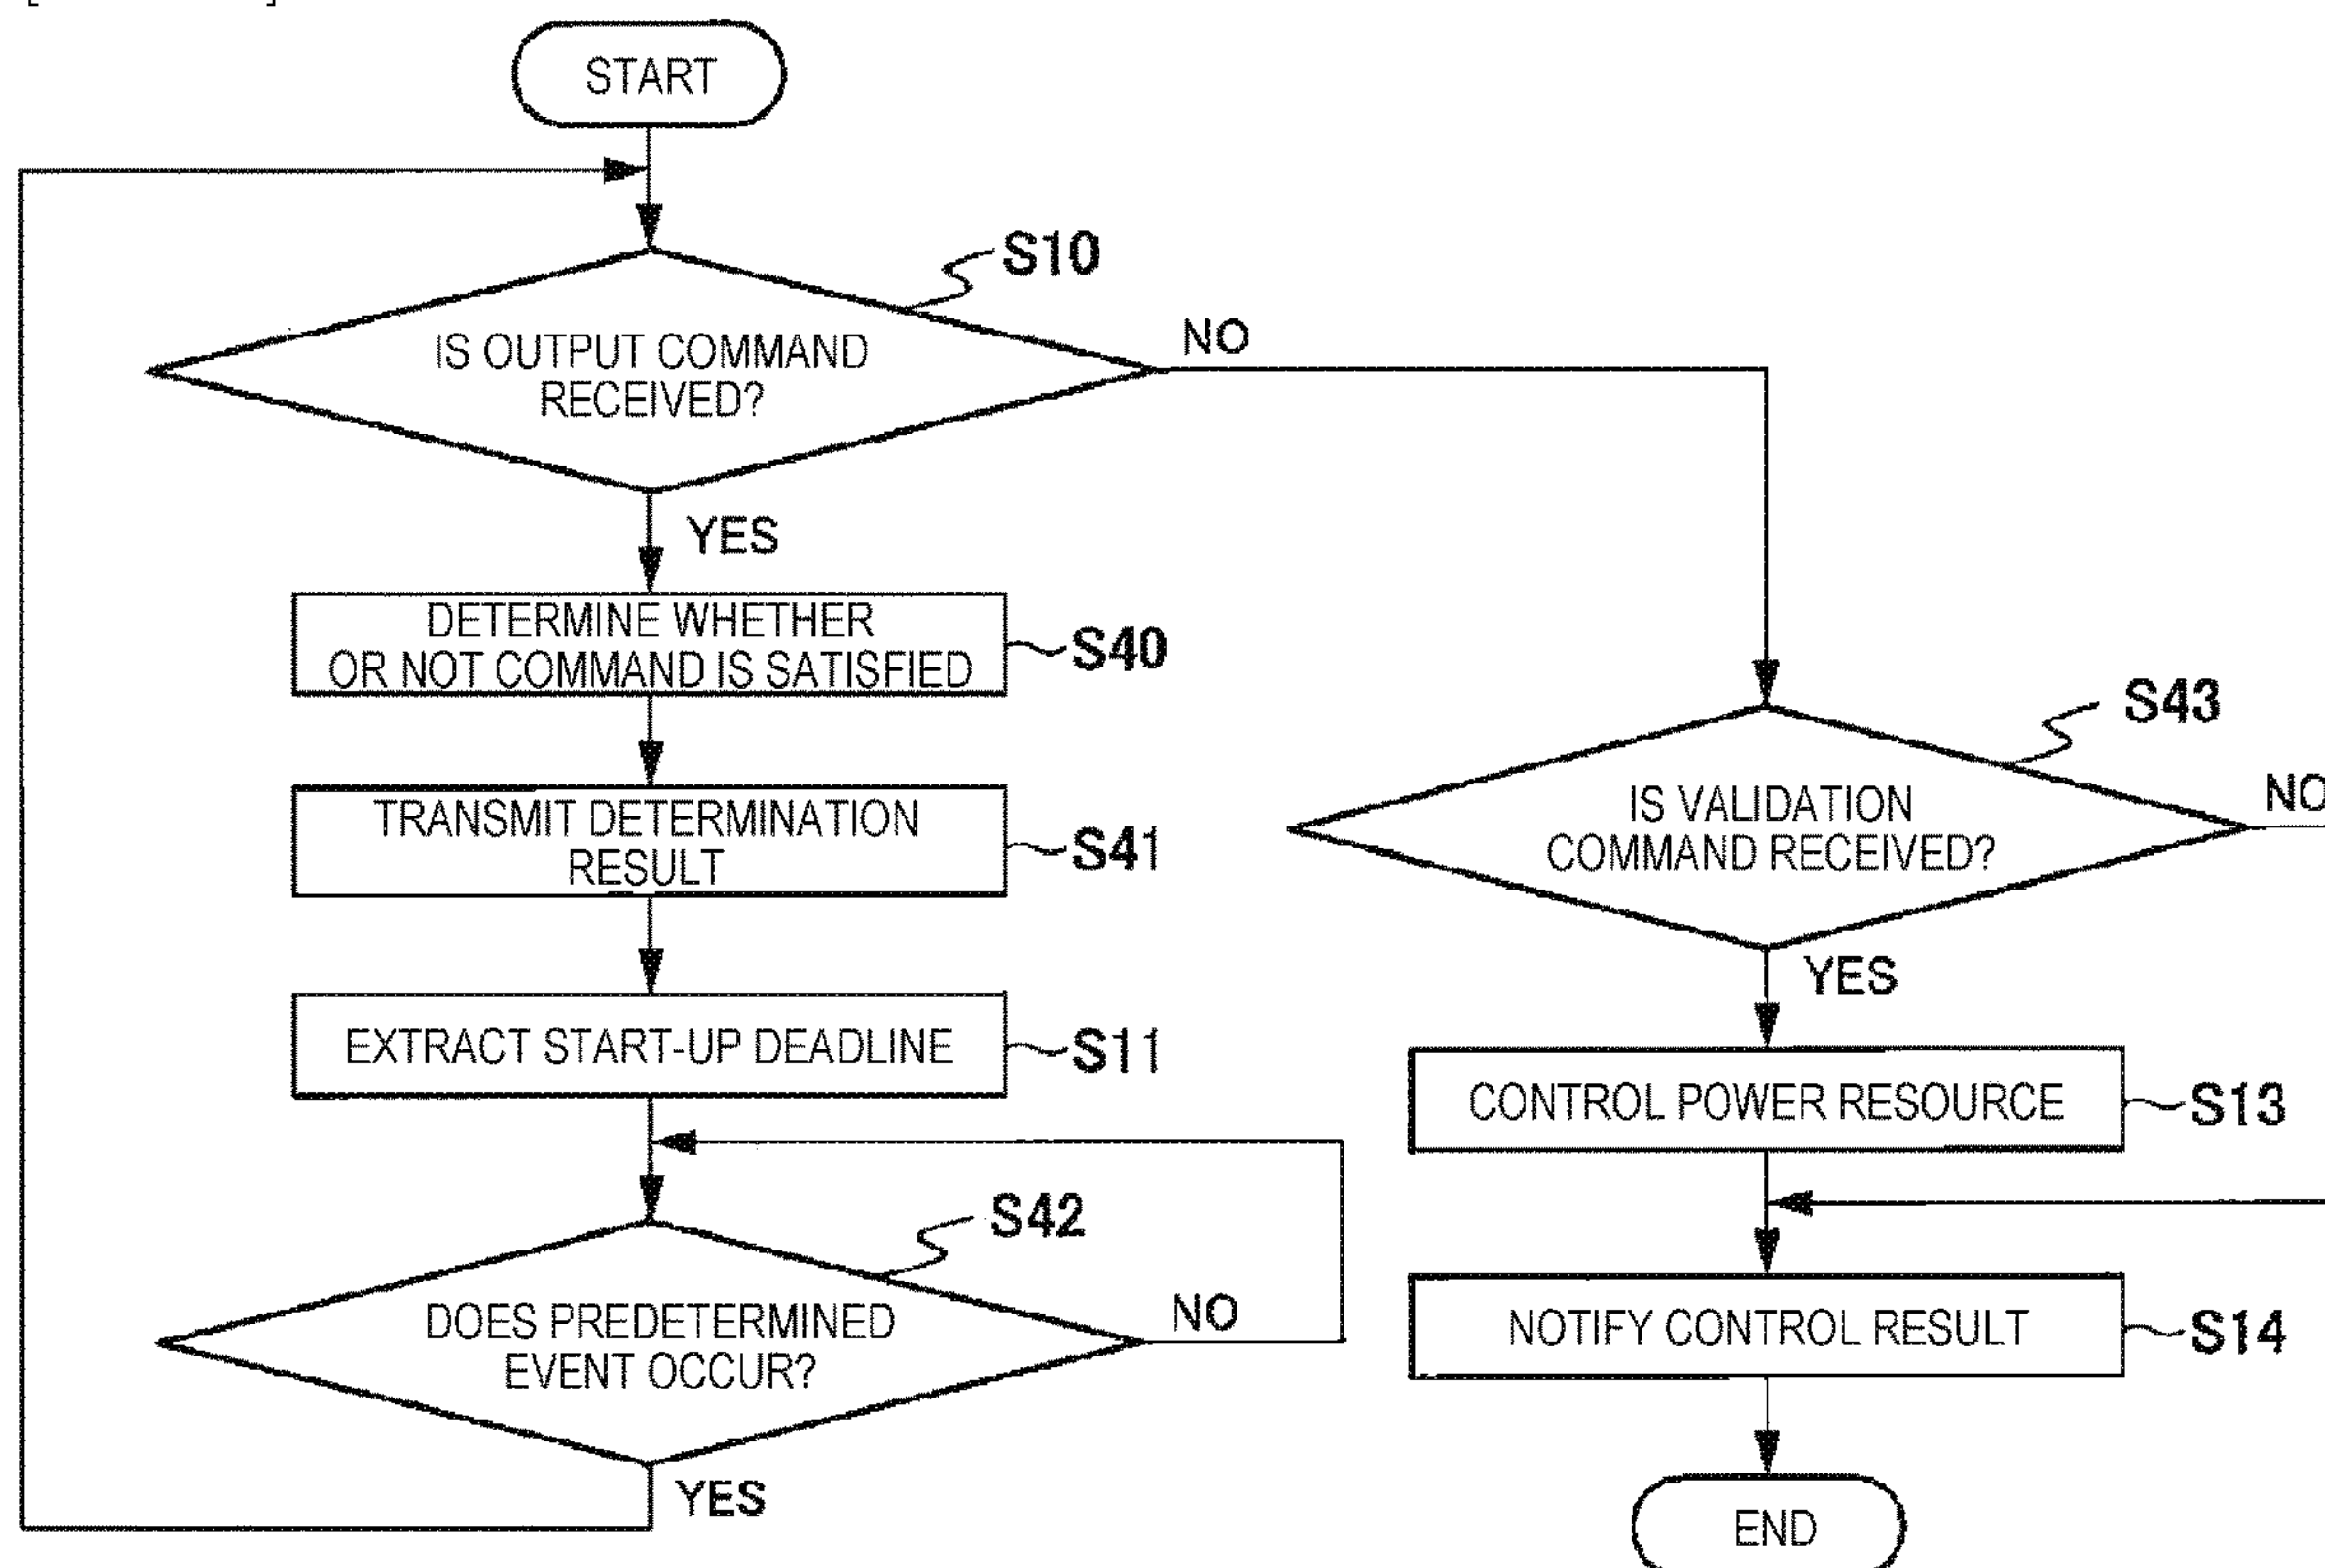 START
S10
IS OUTPUT COMMAND
RECEIVED?
NO
YES
DETERMINE WHETHER
OR NOT COMMAND IS SATISFIED
S40
TRANSMIT DETERMINATION
RESULT
S41
EXTRACT START-UP DEADLINE
S11
S42
DOES PREDETERMINED
EVENT OCCUR?
NO
YES
S43
IS VALIDATION
COMMAND RECEIVED?
NO
YES
CONTROL POWER RESOURCE
S13
NOTIFY CONTROL RESULT
S14
END